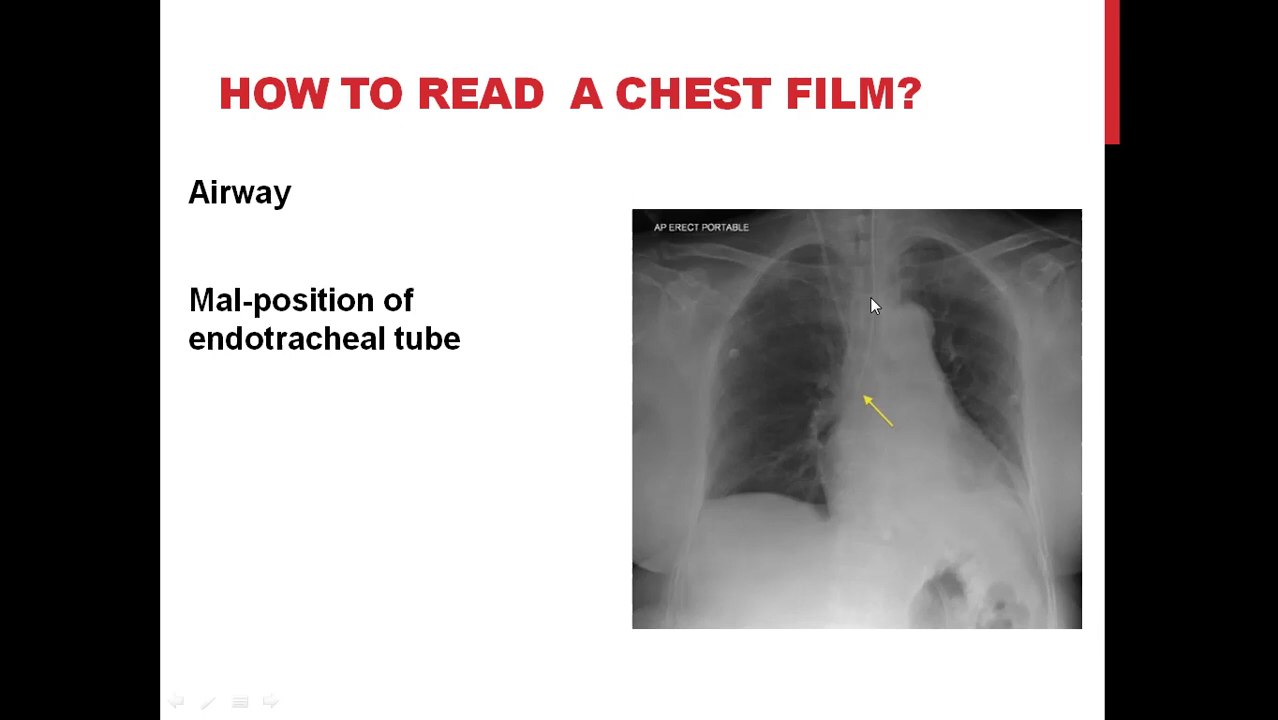 HOW TO READ A CHEST FILM?
Airway
Mal-position of
endotracheal tube
AP ERECT PORTABLE